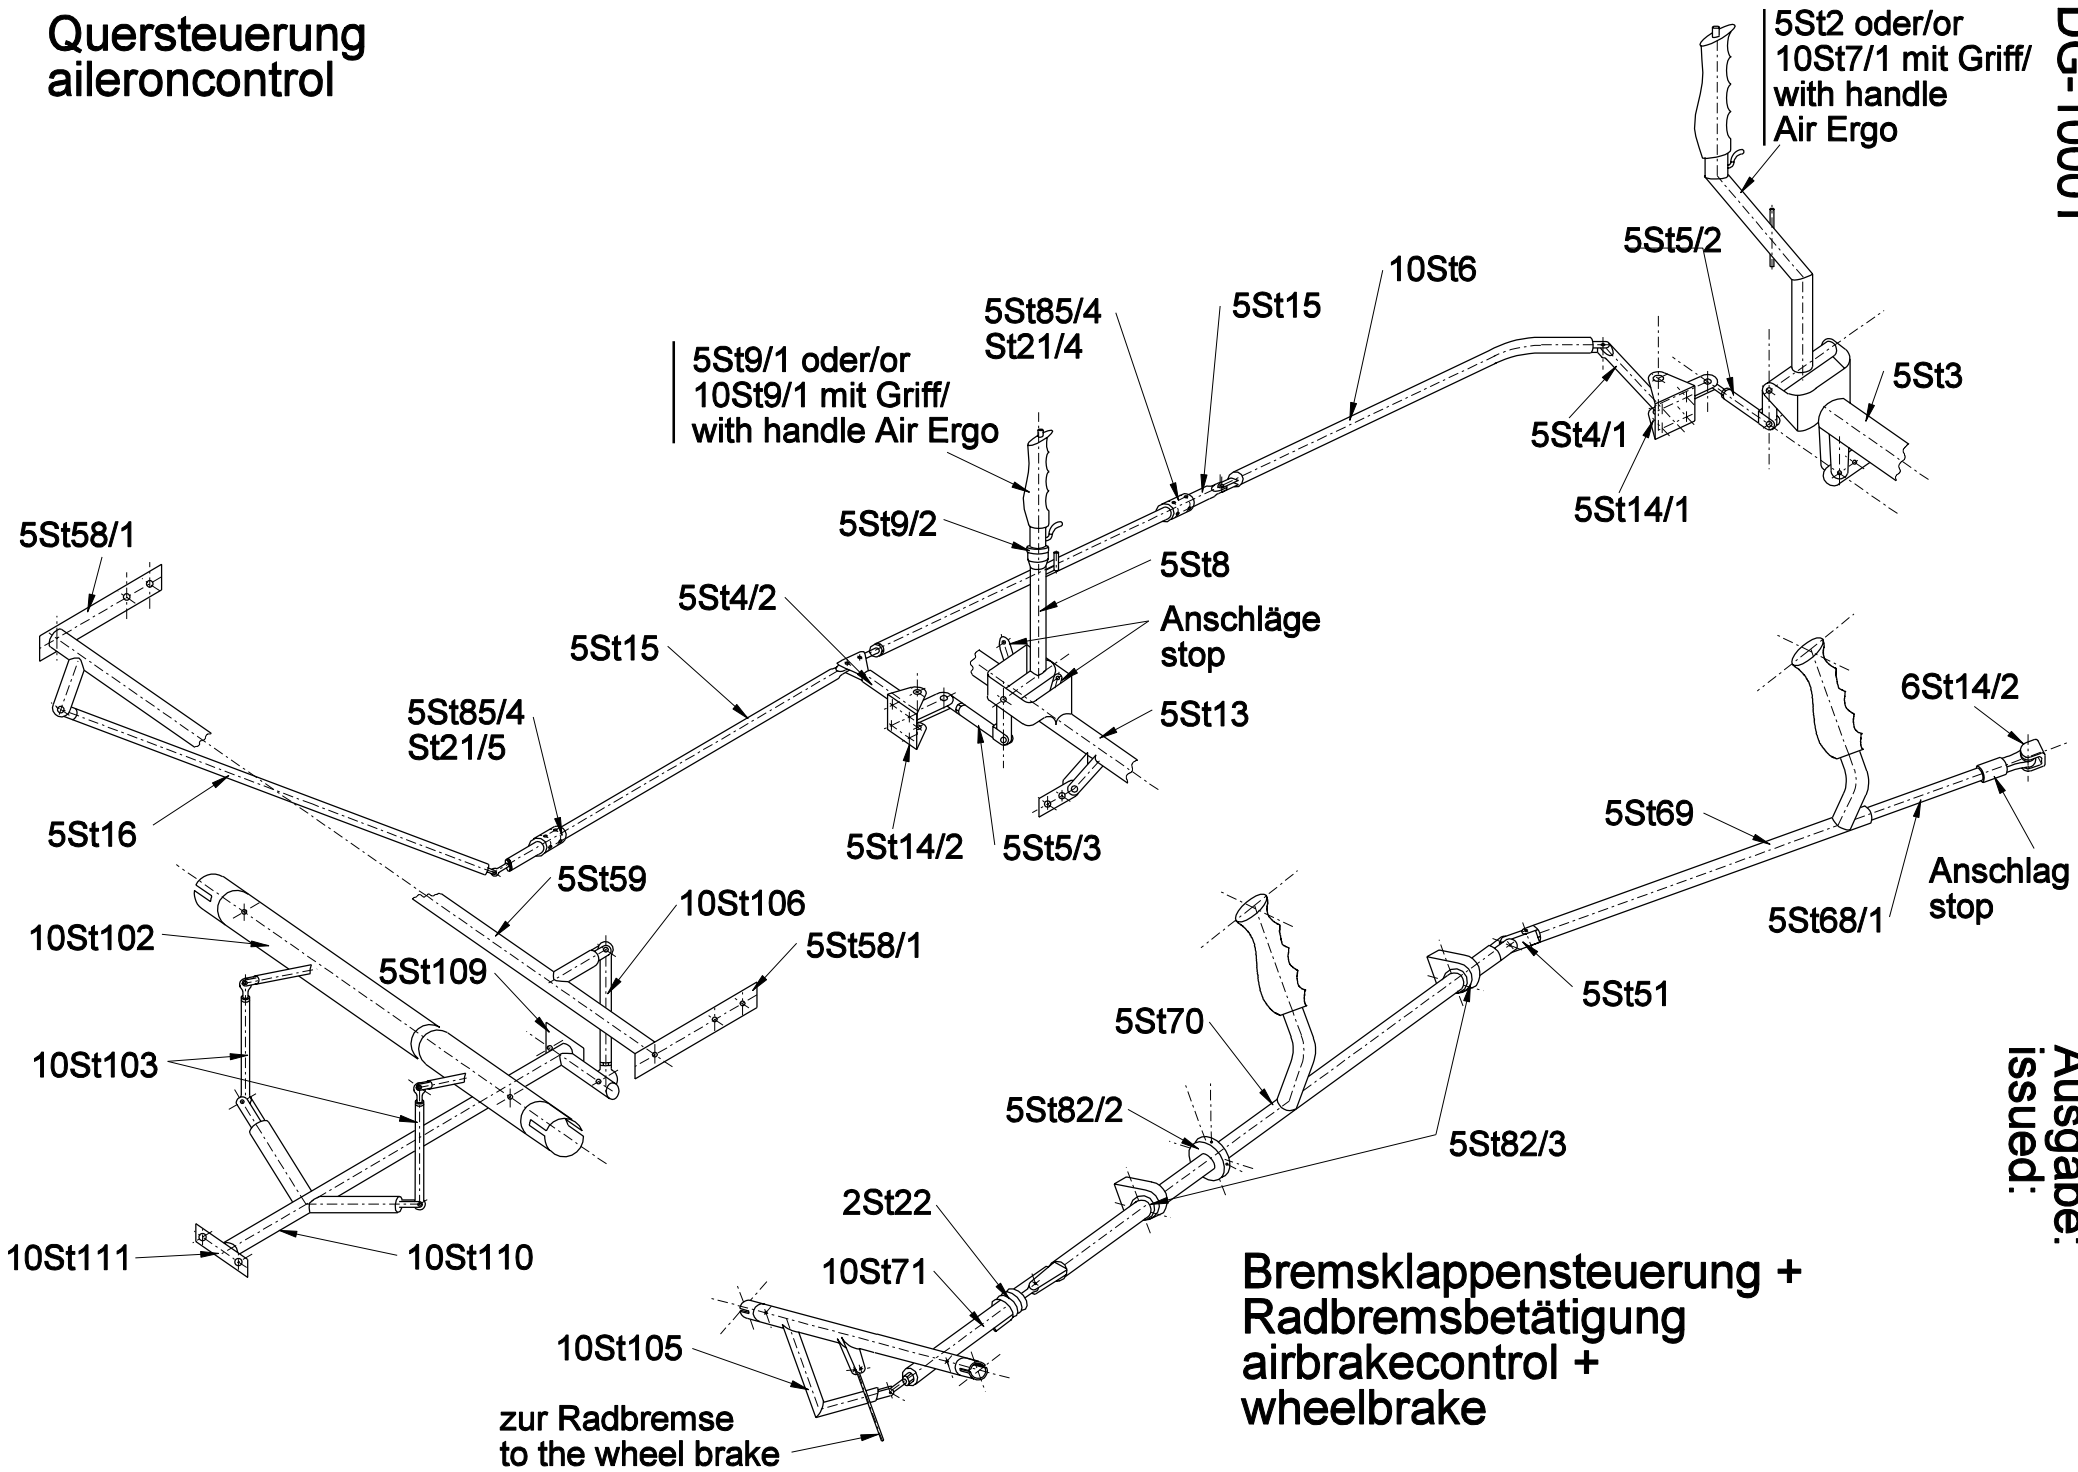 Quersteuerung
aileroncontrol
5St2 oder/or
10St7/1 mit Griff/
with handle
Air Ergo
5St5/2
10St6
5St85/4
St21/4
5St15
5St9/1 oder/or
10St9/1 mit Griff/
with handle Air Ergo
5St3
5St4/1
5St14/1
5St9/2
5St58/1
5St8
5St4/2
Anschläge
stop
5St15
5St13
5St85/4
St21/5
6St14/2
5St16
5St14/2
5St5/3
5St69
Anschlag
stop
5St68/1
5St59
10St106
5St58/1
10St102
5St109
5St51
5St70
10St103
5St82/2
5St82/3
2St22
10St111
10St110
10St71
10St105
zur Radbremse
to the wheel brake
Bremsklappensteuerung +
Radbremsbetätigung
airbrakecontrol +
wheelbrake
Ausgabe:
issued: